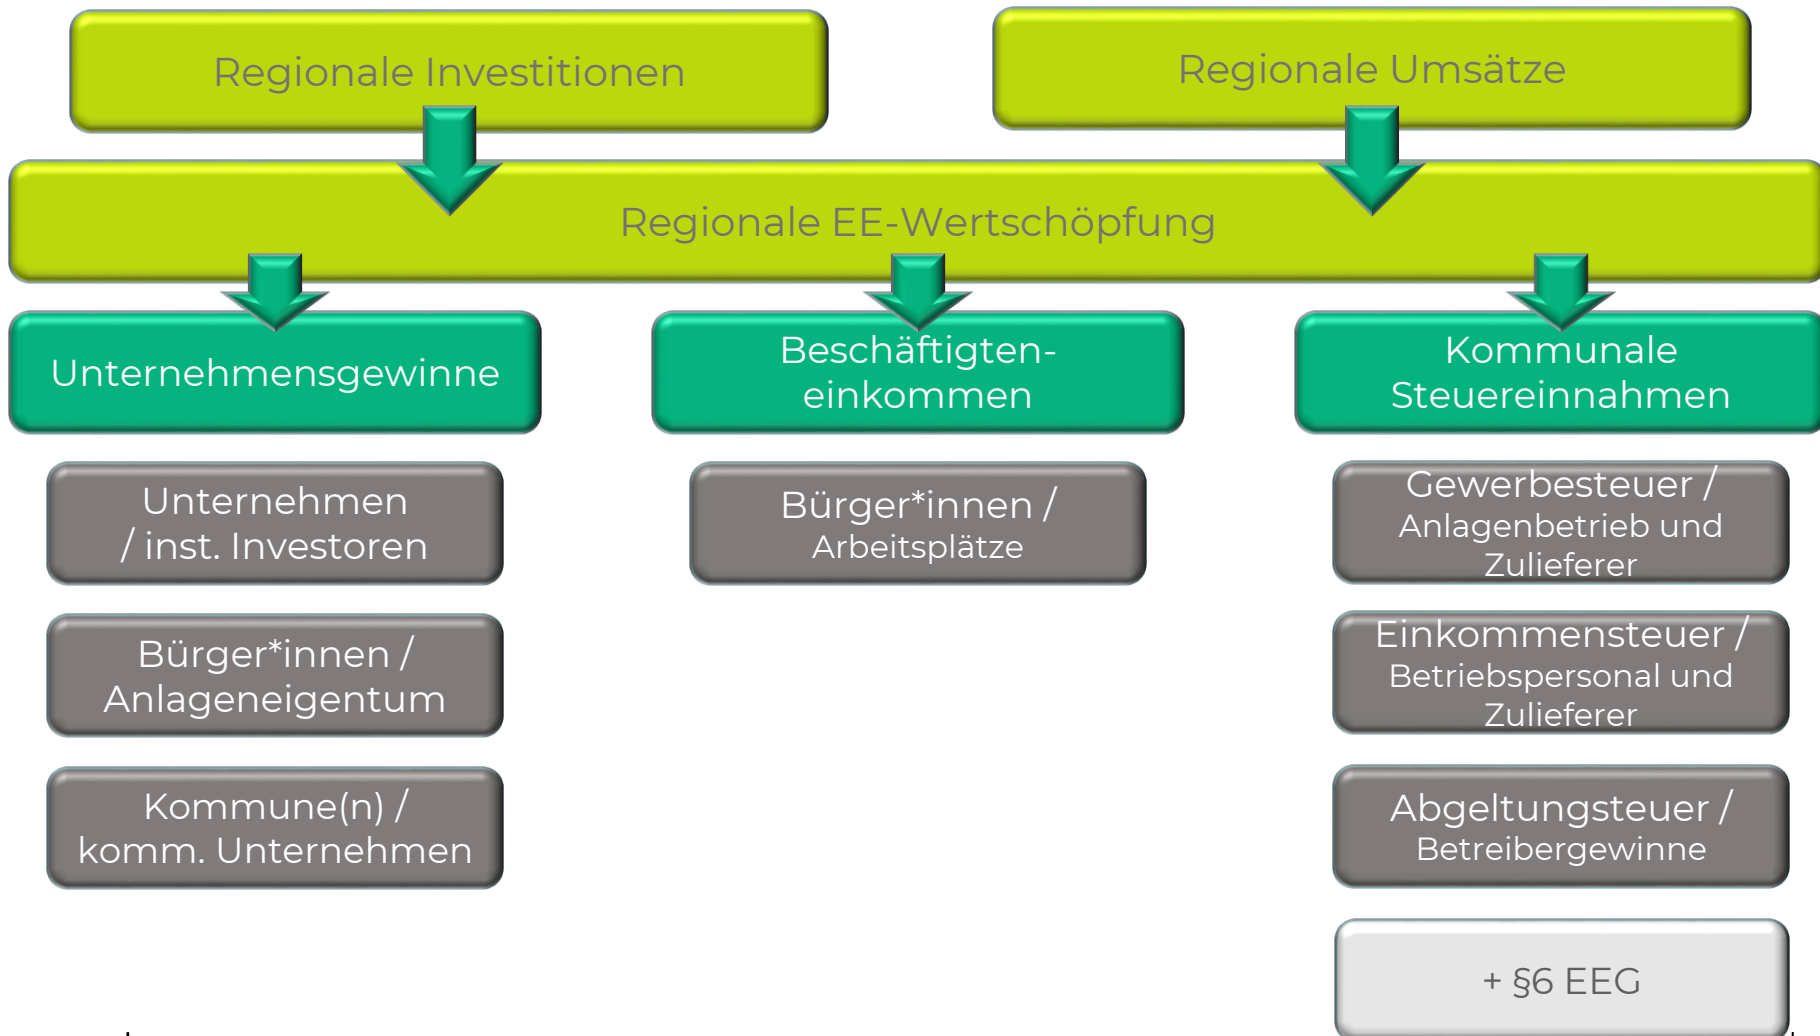 Regionale Investitionen
Regionale Umsätze
Regionale EE-Wertschöpfung
Unternehmensgewinne
Beschäftigten-
einkommen
Kommunale
Steuereinnahmen
Unternehmen
/ inst. Investoren
Bürger*innen /
Anlageneigentum
Kommune(n) /
komm. Unternehmen
Bürger*innen /
Arbeitsplätze
Gewerbesteuer /
Anlagenbetrieb und
Zulieferer
Einkommensteuer /
Betriebspersonal und
Zulieferer
Abgeltungsteuer /
Betreibergewinne
+ §6 EEG